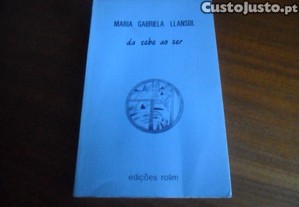 CustoJusto.pt
MARIA GABRIELA LLANSOL
da sebe ao ser
edições rolim